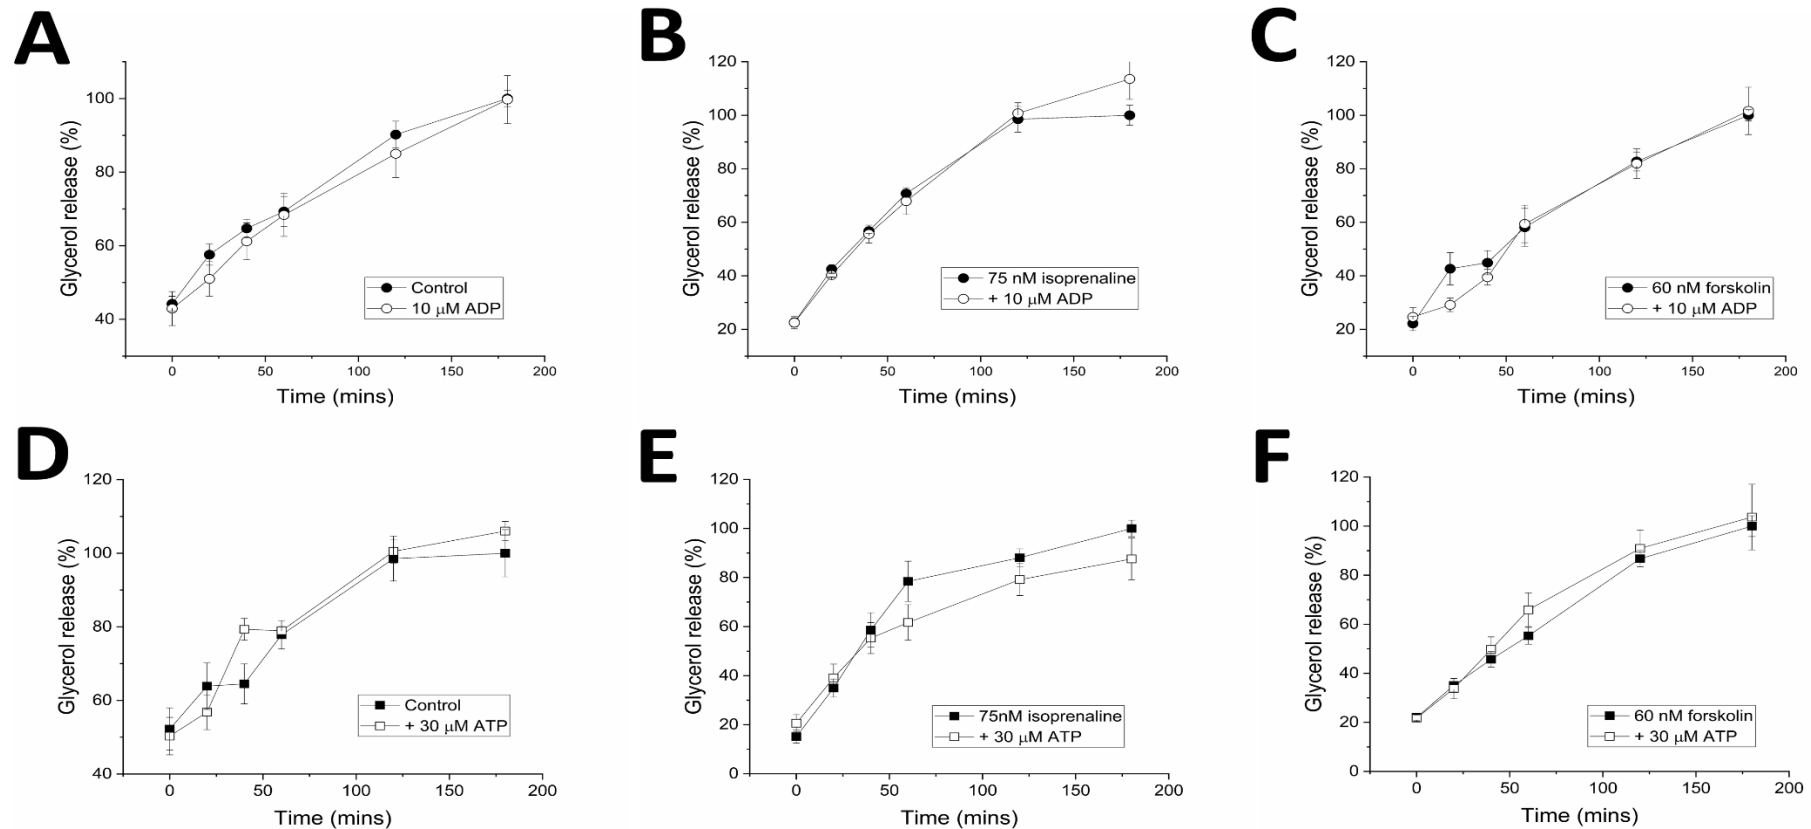 A
Glycerol release (%)
100
80
60
40
Control
10 μM ADP
0
50
100
150
200
Time (mins)
B
Glycerol release (%)
120
100
80
60
40
20
75 nM isoprenaline
+ 10 μM ADP
0
50
100
150
200
Time (mins)
C
Glycerol release (%)
120
100
80
60
40
20
60 nM forskolin
+ 10 μM ADP
0
50
100
150
200
Time (mins)
D
Glycerol release (%)
120
100
80
60
40
Control
+ 30 μM ATP
0
50
100
150
200
Time (mins)
E
Glycerol release (%)
120
100
80
60
40
20
0
75nM isoprenaline
+ 30 μM ATP
0
50
100
150
200
Time (mins)
F
Glycerol release (%)
120
100
80
60
40
20
0
60 nM forskolin
+ 30 μM ATP
0
50
100
150
200
Time (mins)